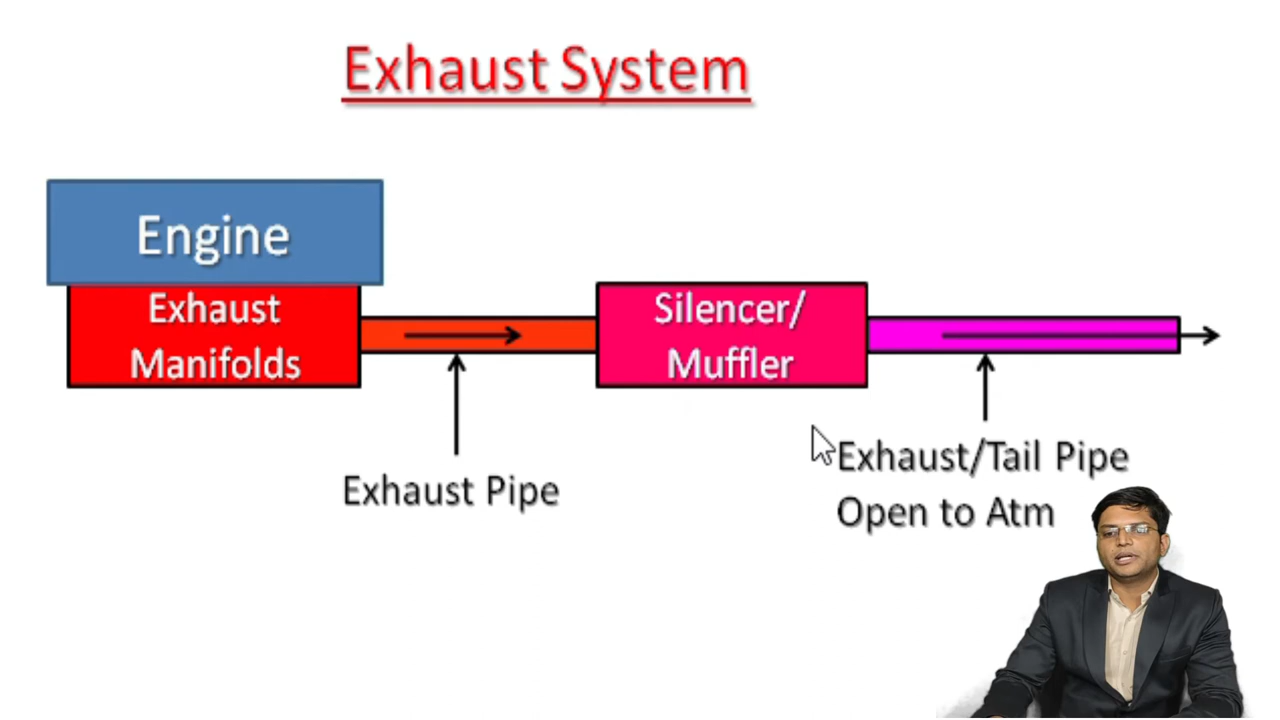 Exhaust System
Engine
Exhaust
Manifolds
Silencer/
Muffler
Exhaust Pipe
Exhaust/Tail Pipe
Open to Atm